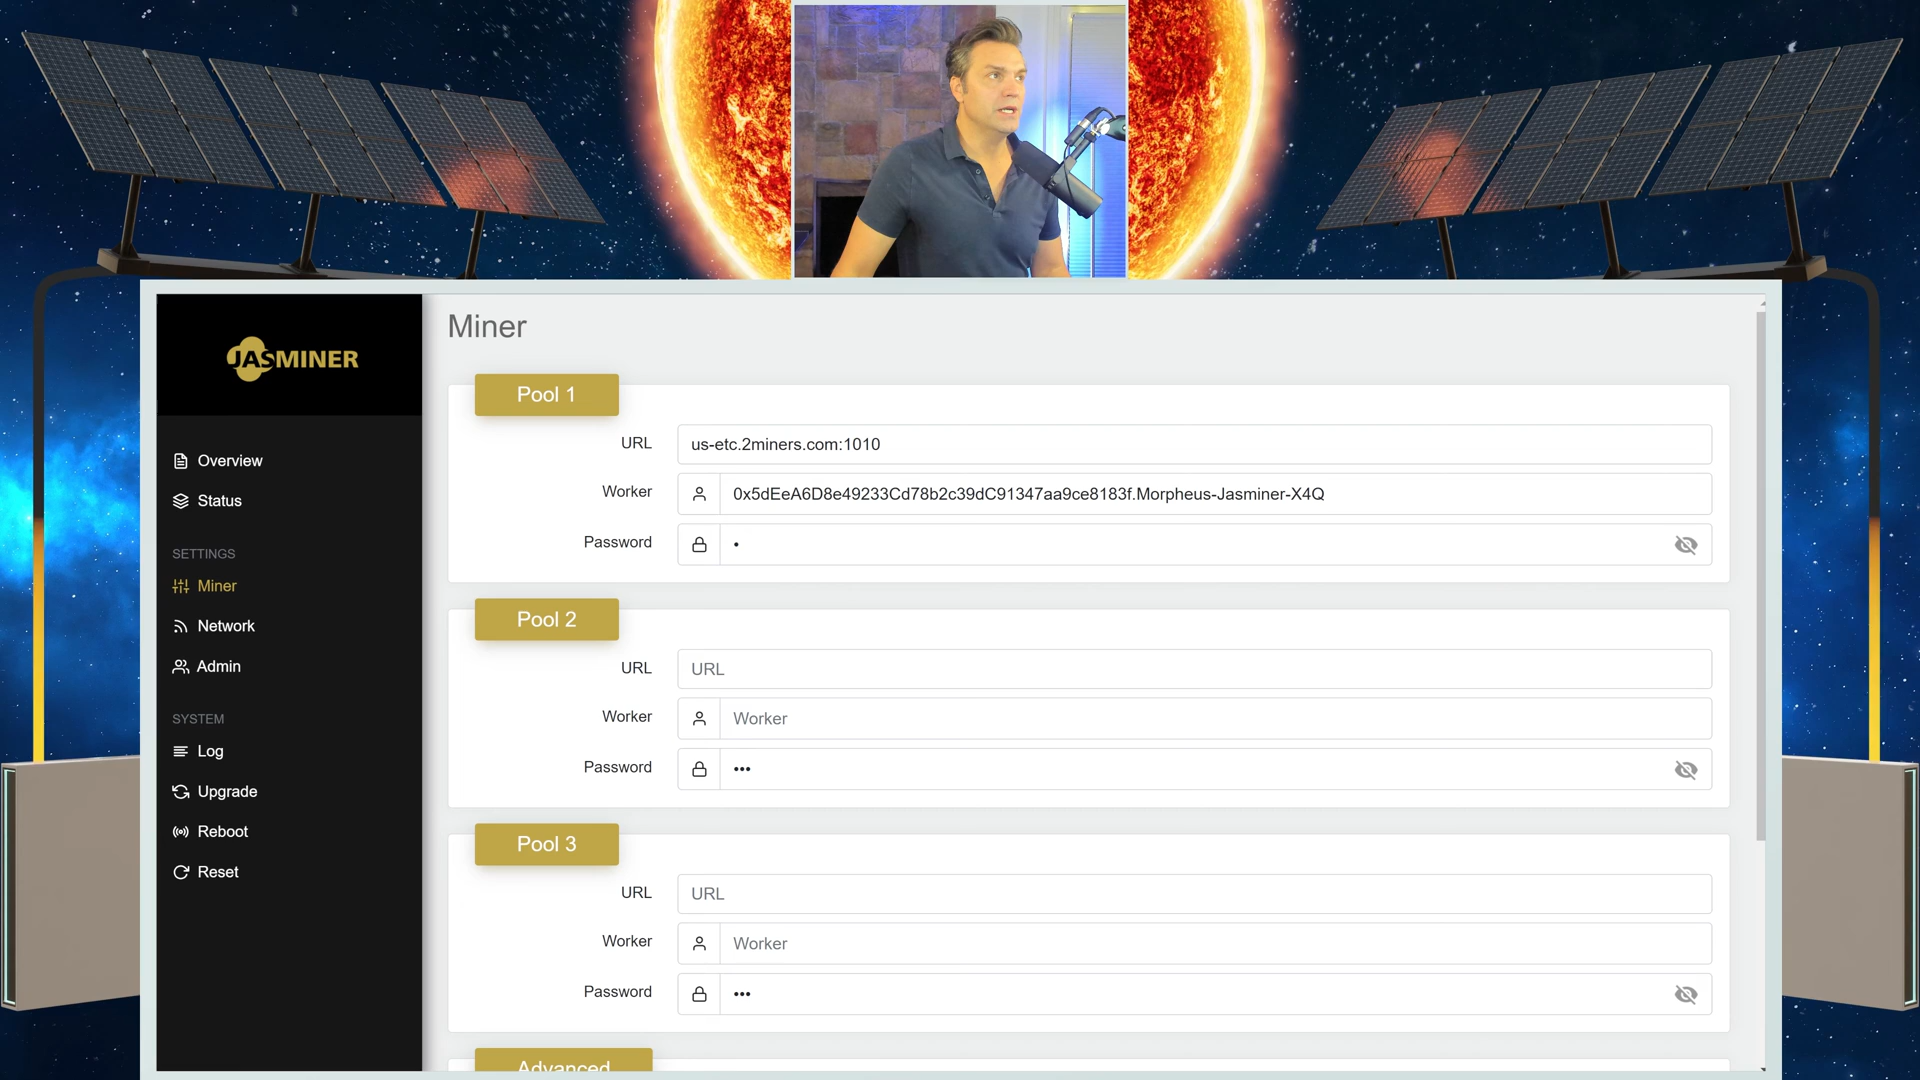 JASMINER
Overview
Status
SETTINGS
Miner
Network
Admin
SYSTEM
Log
Upgrade
Reboot
Reset
Miner
Pool 1
URL
us-etc.2miners.com:1010
Worker
0x5dEeA6D8e49233Cd78b2c39dC91347aa9ce8183f.Morpheus-Jasminer-X4Q
Password
•
Pool 2
URL
URL
Worker
Worker
Password
•••
Pool 3
URL
URL
Worker
Worker
Password
•••
Advanced